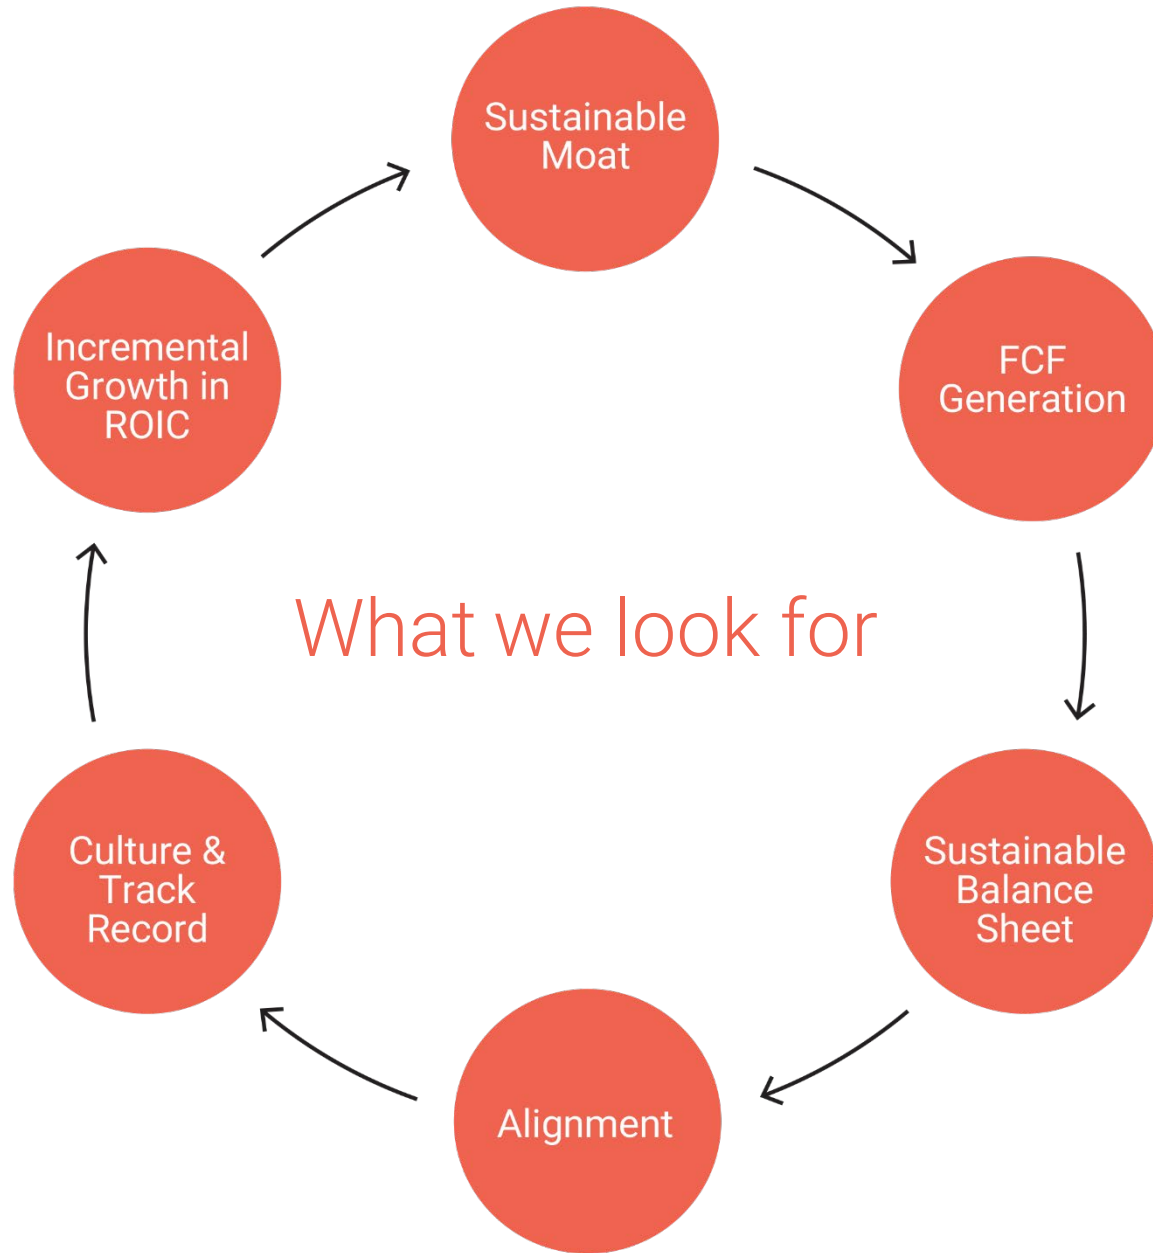 Sustainable
Moat
FCF
Generation
Sustainable
Balance
Sheet
Alignment
Culture &
Track
Record
Incremental
Growth in
ROIC
What we look for